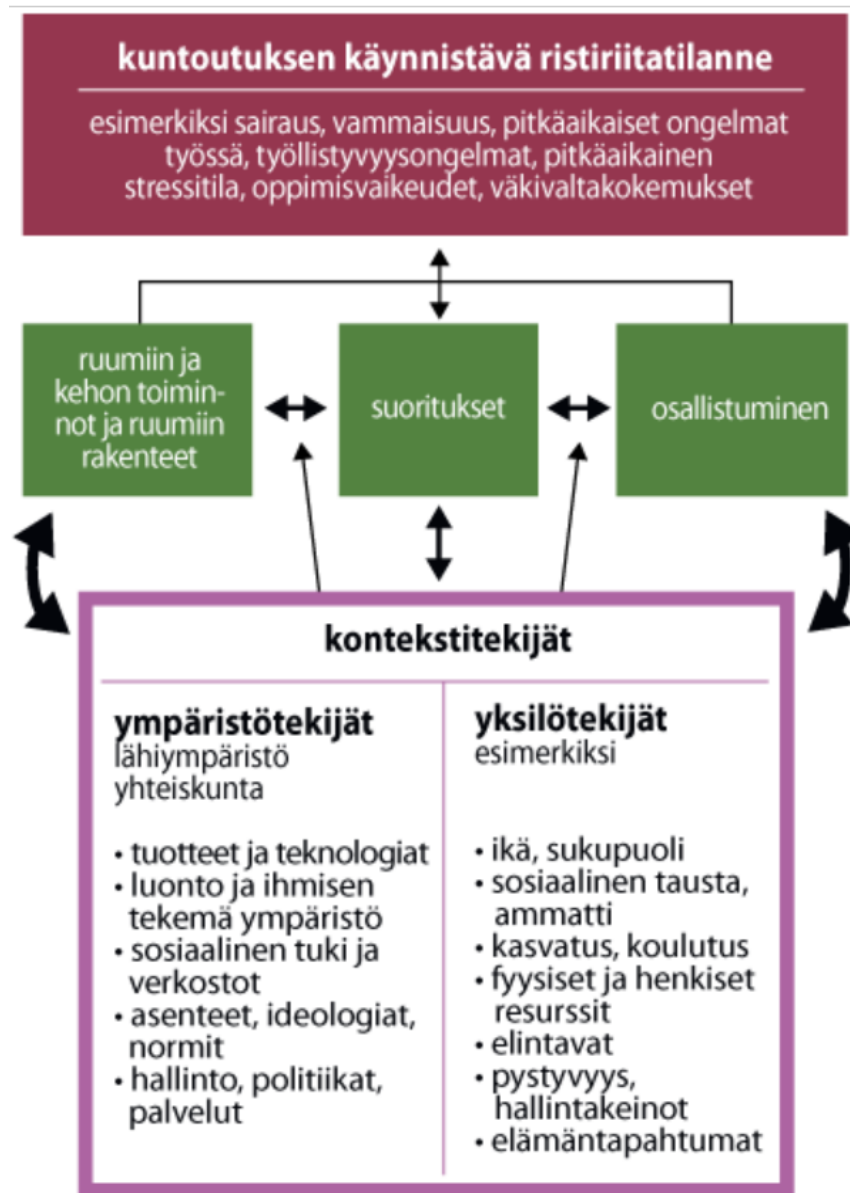 kuntoutuksen käynnistävä ristiriitatilanne
esimerkiksi sairaus, vammaisuus, pitkäaikaiset ongelmat
työssä, työllistyvyysongelmat, pitkäaikainen
stressitila, oppimisvaikeudet, väkivaltakokemukset
ruumiin ja
kehon toimin-
not ja ruumiin
rakenteet
suoritukset
osallistuminen
kontekstitekijät
ympäristötekijät
lähiympäristö
yhteiskunta
• tuotteet ja teknologiat
• luonto ja ihmisen
tekemä ympäristö
• sosiaalinen tuki ja
verkostot
• asenteet, ideologiat,
normit
• hallinto, politiikat,
palvelut
yksilötekijät
esimerkiksi
• ikä, sukupuoli
• sosiaalinen tausta,
ammatti
• kasvatus, koulutus
• fyysiset ja henkiset
resurssit
• elintavat
• pystyvyys,
hallintakeinot
• elämäntapahtumat